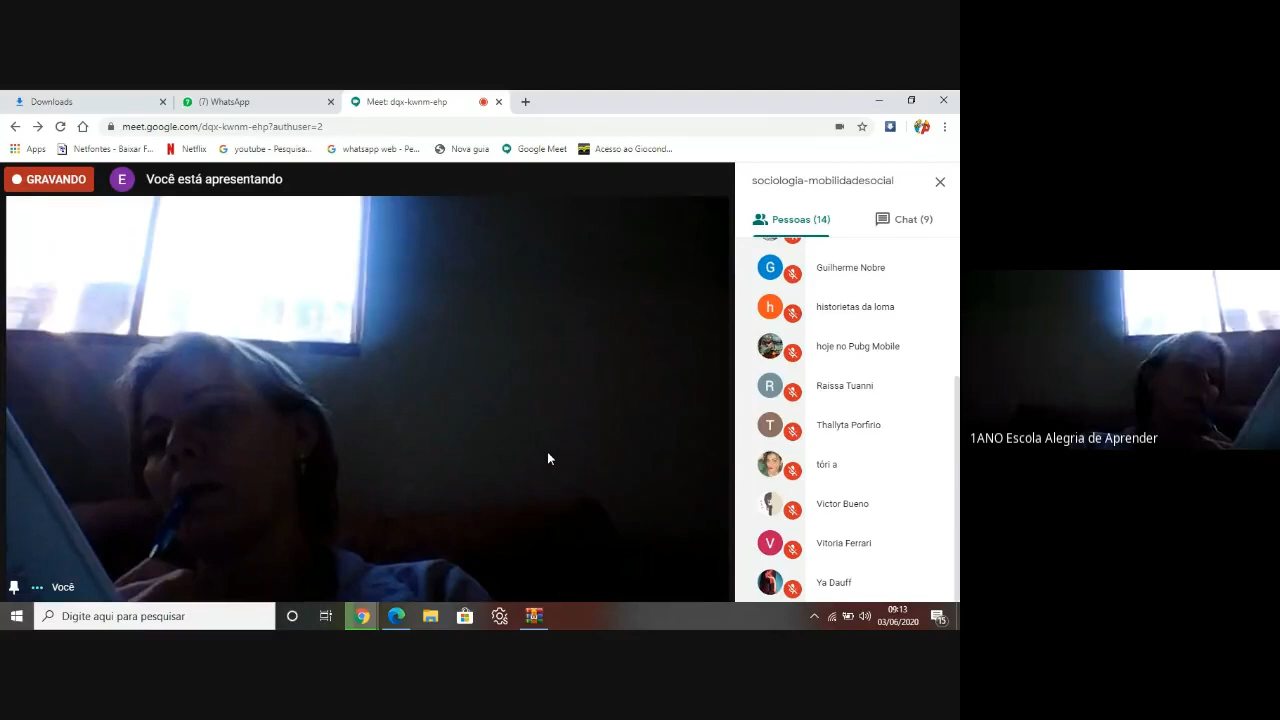 Downloads
(7) WhatsApp
Meet: dqx-kwnm-ehp
meet.google.com/dqx-kwnm-ehp?authuser=2
Apps
Netfontes - Baixar F...
Netflix
youtube - Pesquisa...
whatsapp web - Pe...
Nova guia
Google Meet
Acesso ao Giocond...
GRAVANDO
E
Você está apresentando
sociologia-mobilidadesocial
Pessoas (14)
Chat (9)
G
Guilherme Nobre
h
historietas da loma
hoje no Pubg Mobile
R
Raissa Tuanni
T
Thallyta Porfirio
tóri a
Victor Bueno
V
Vitoria Ferrari
Ya Dauff
Você
1ANO Escola Alegria de Aprender
Digite aqui para pesquisar
09:13
03/06/2020
15